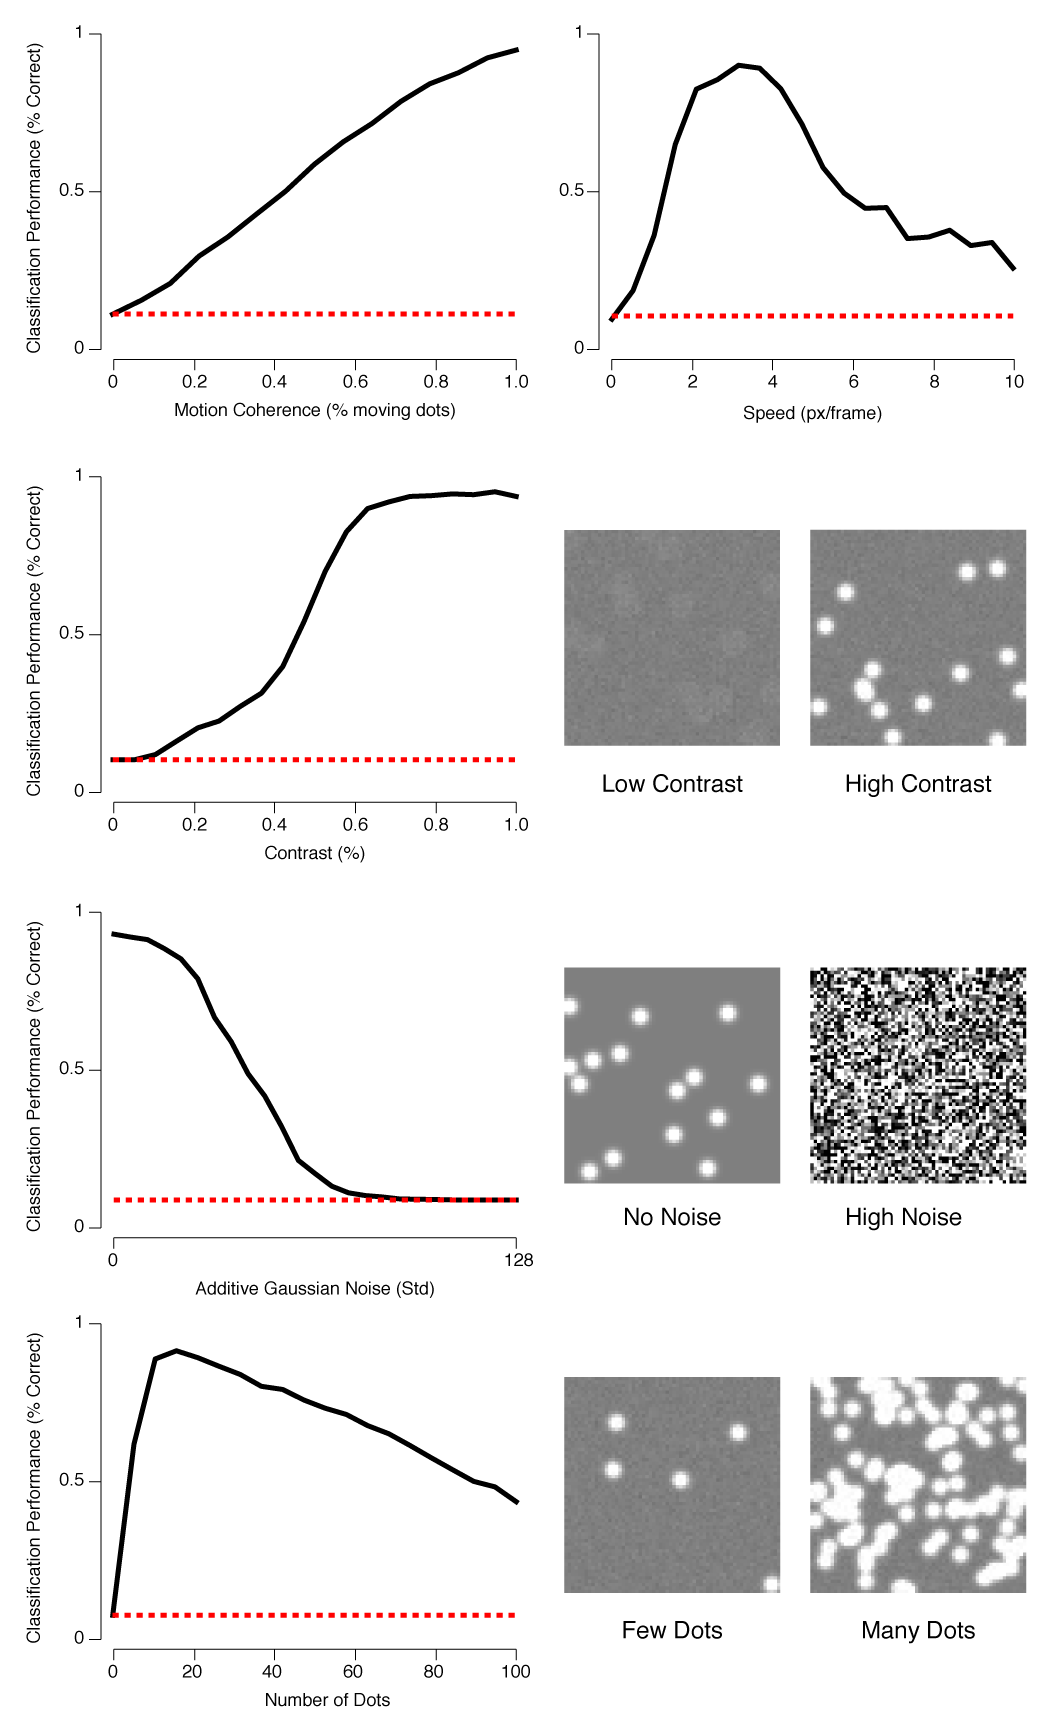 Classification Performance (% Correct)
1
0.5
0
0 0.2 0.4 0.6 0.8 1.0
Motion Coherence (% moving dots)
1
0.5
0
0 2 4 6 8 10
Speed (px/frame)
Classification Performance (% Correct)
1
0.5
0
0 0.2 0.4 0.6 0.8 1.0
Contrast (%)
Low Contrast
High Contrast
Classification Performance (% Correct)
1
0.5
0
0 128
Additive Gaussian Noise (Std)
No Noise
High Noise
Classification Performance (% Correct)
1
0.5
0
0 20 40 60 80 100
Number of Dots
Few Dots
Many Dots